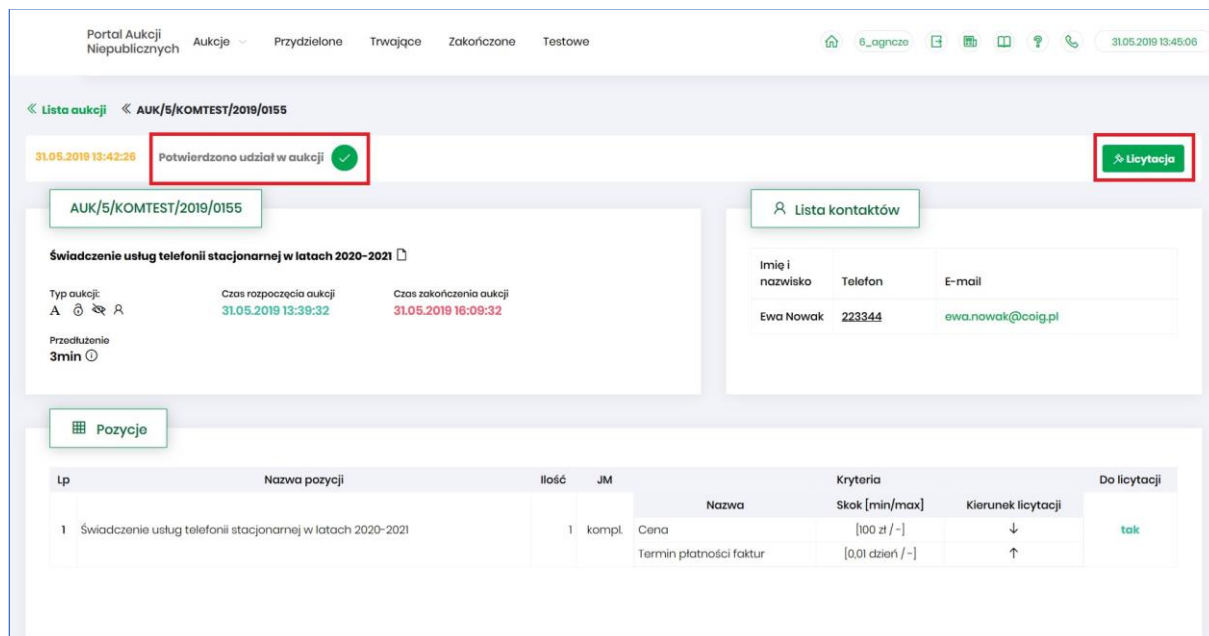 Portal Aukcji
Niepublicznych
Aukcje
Przydzielone
Trwające
Zakończone
Testowe
6_agncze
31.05.2019 13:45:06
« Lista aukcji « AUK/5/KOMTEST/2019/0155
31.05.2019 13:42:26
Potwierdzono udział w aukcji
Licytacja
AUK/5/KOMTEST/2019/0155
Świadczenie usług telefonii stacjonarnej w latach 2020-2021
Typ aukcji:
A
Czas rozpoczęcia aukcji
31.05.2019 13:39:32
Czas zakończenia aukcji
31.05.2019 16:09:32
Przedłużenie
3min
Lista kontaktów
Imię i
nazwisko
Telefon
E-mail
Ewa Nowak
223344
ewa.nowak@coig.pl
Pozycje
Lp Nazwa pozycji Ilość JM Kryteria Do licytacji
Nazwa Skok [min/max] Kierunek licytacji
1 Świadczenie usług telefonii stacjonarnej w latach 2020-2021 1 kompl. Cena [100 zł / -] ↓ tak
Termin płatności faktur [0,01 dzień / -] ↑